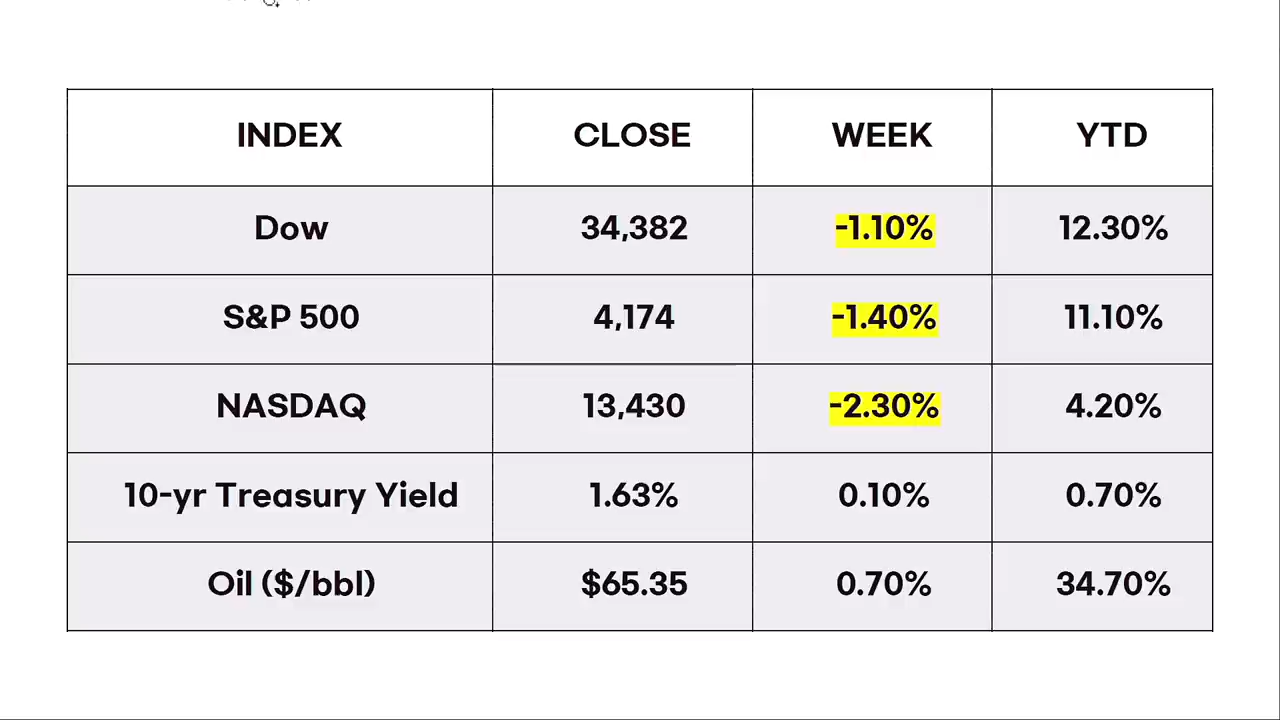 INDEX CLOSE WEEK YTD
Dow 34,382 -1.10% 12.30%
S&P 500 4,174 -1.40% 11.10%
NASDAQ 13,430 -2.30% 4.20%
10-yr Treasury Yield 1.63% 0.10% 0.70%
Oil ($/bbl) $65.35 0.70% 34.70%